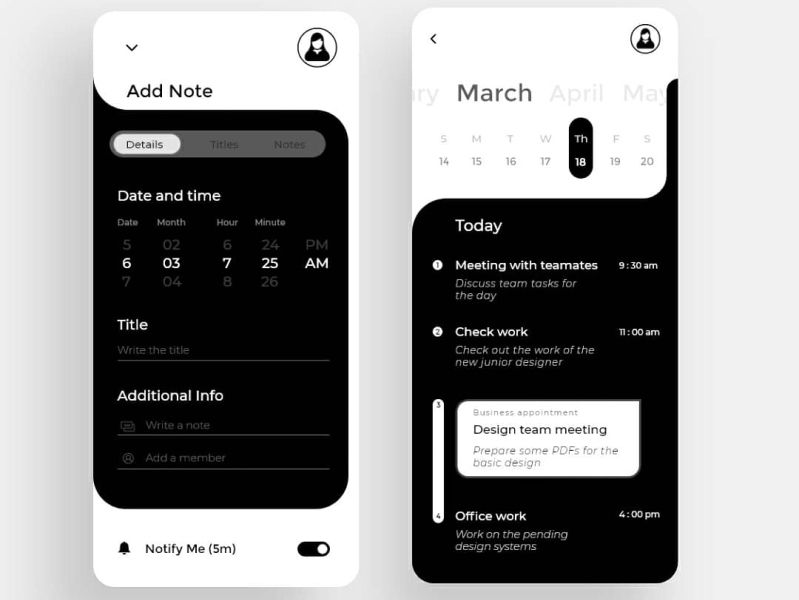 Add Note
Details Titles Notes
Date and time
Date Month Hour Minute
5 02 6 24 PM
6 03 7 25 AM
7 04 8 26
Title
Write the title
Additional Info
Write a note
Add a member
Notify Me (5m)
ry March April May
S M T W Th F S
14 15 16 17 18 19 20
Today
1 Meeting with teamates 9:30 am
Discuss team tasks for
the day
2 Check work 11:00 am
Check out the work of the
new junior designer
3
Business appointment
Design team meeting
Prepare some PDFs for the
basic design
4 Office work 4:00 pm
Work on the pending
design systems